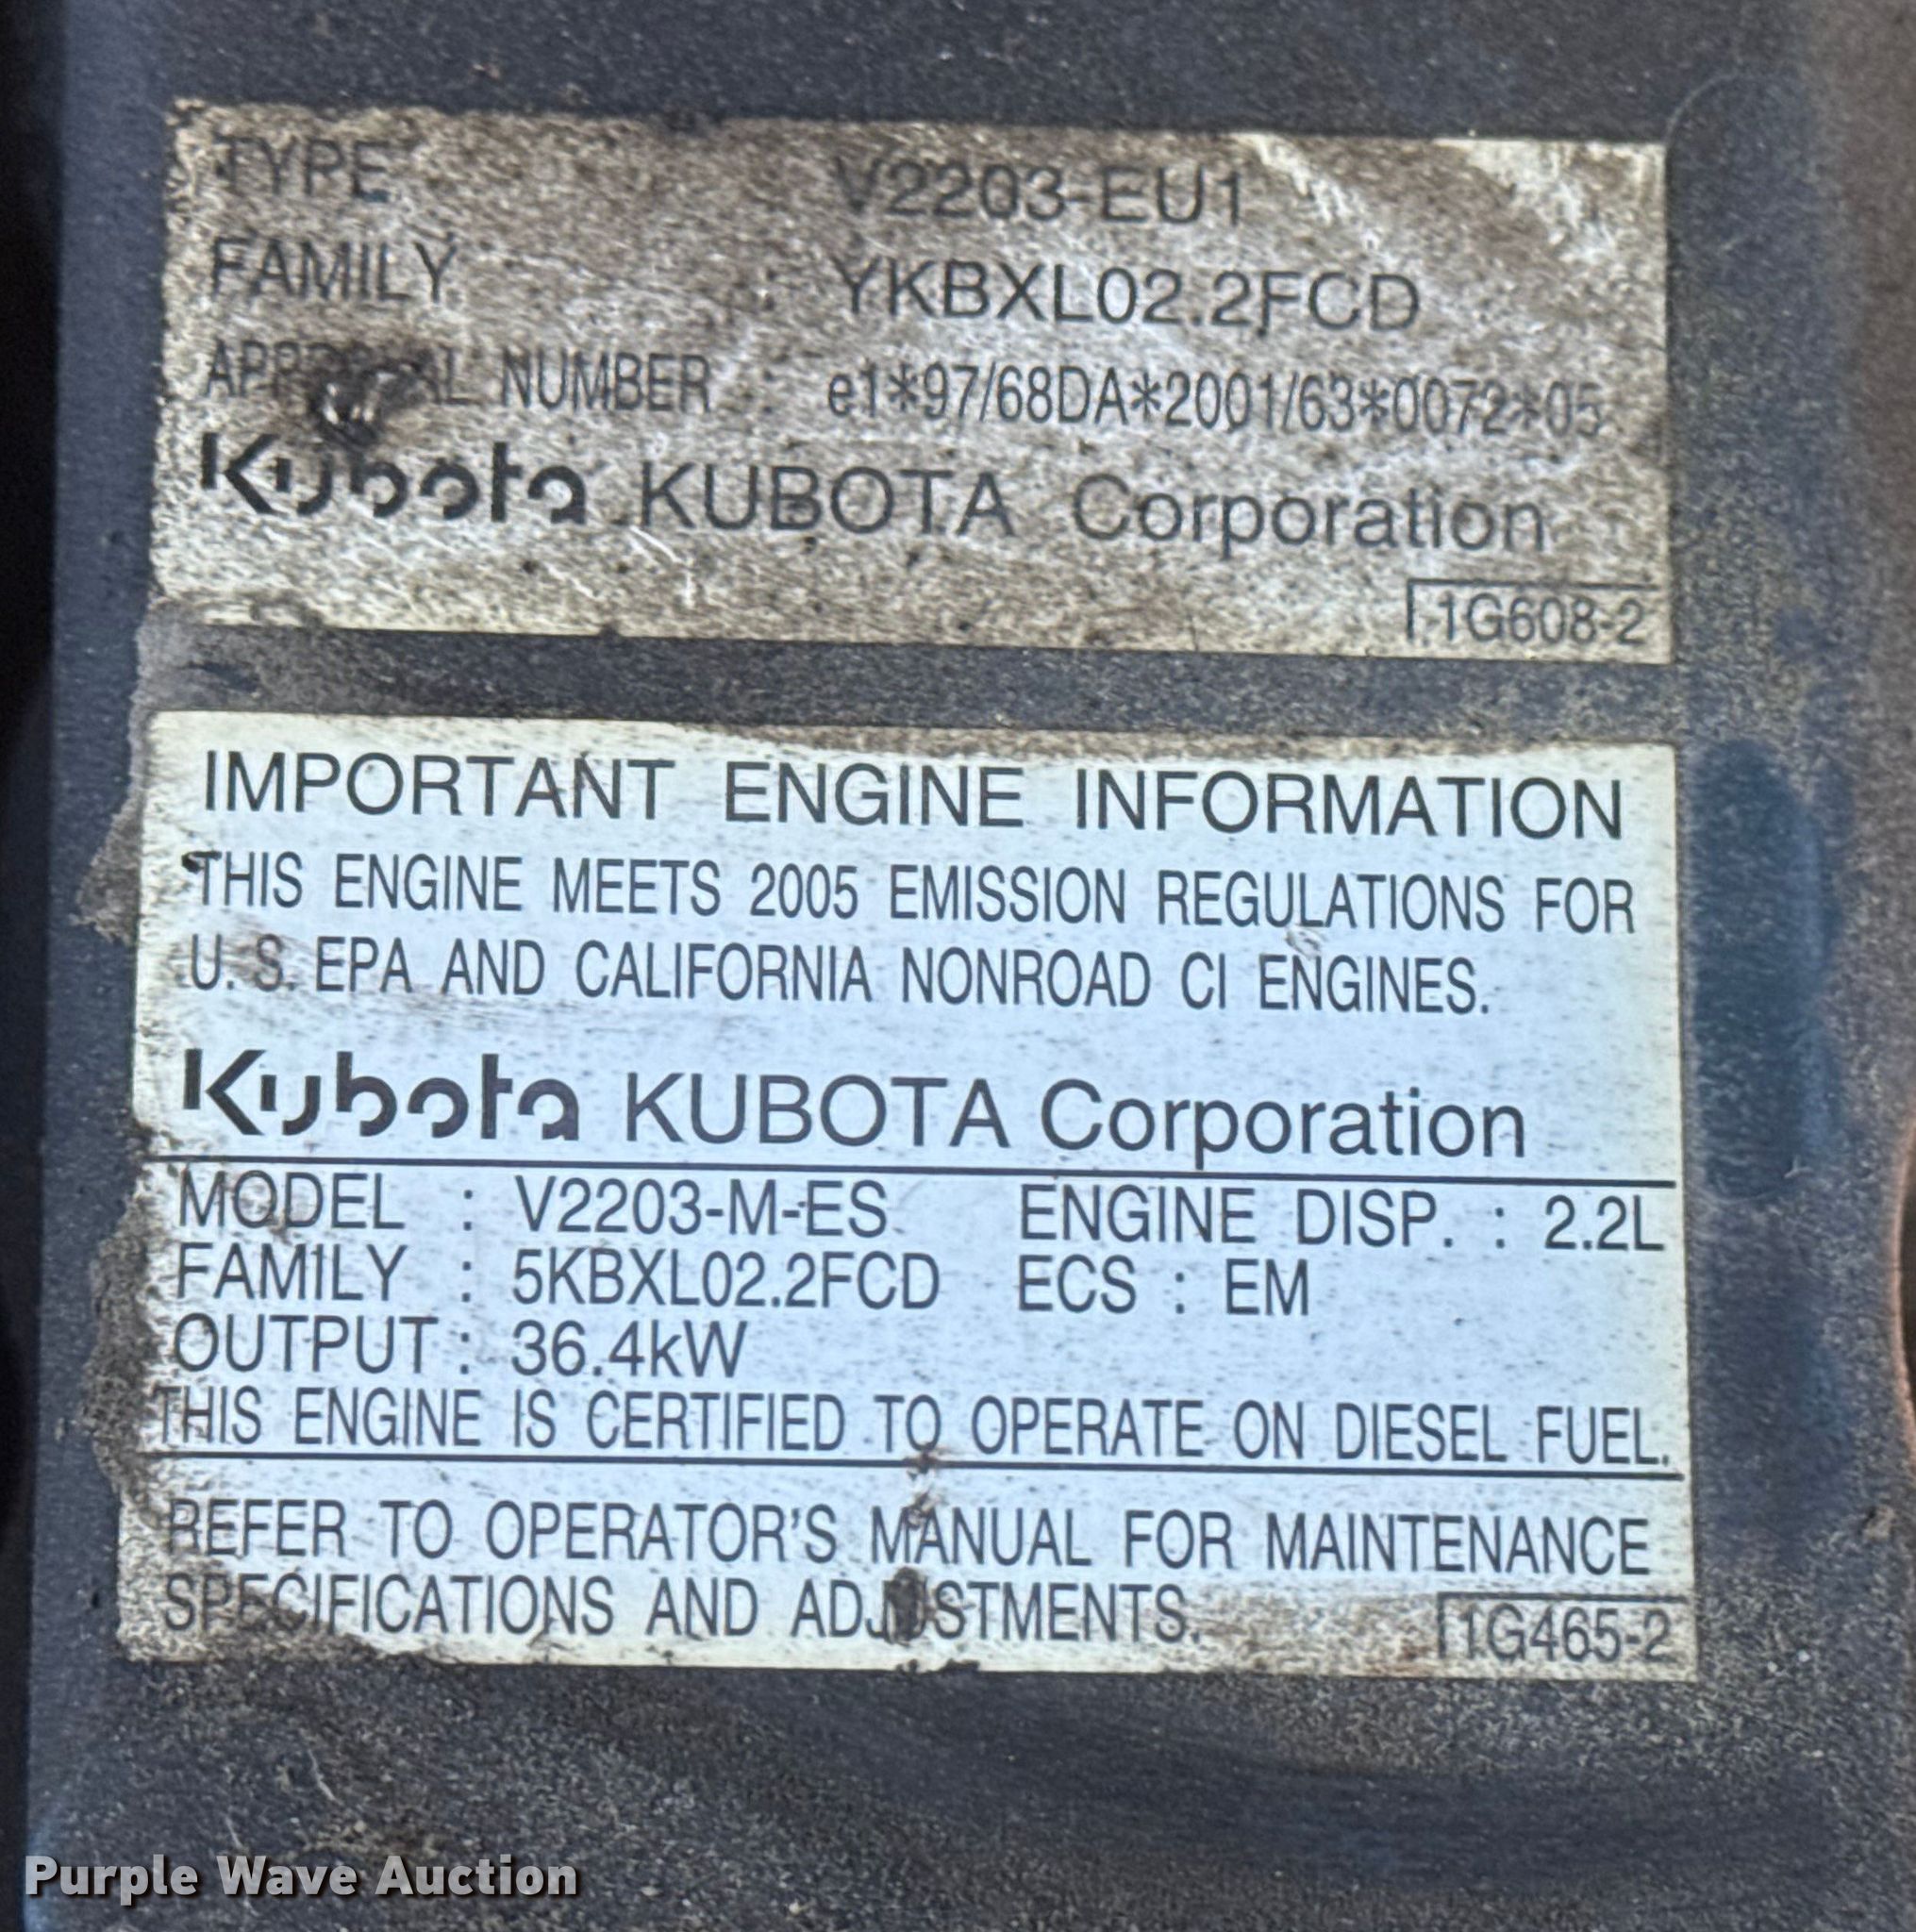 TYPE : V2203-EU1
FAMILY : YKBXL02.2FCD
APPROVAL NUMBER : e1*97/68DA*2001/63*0072*05
Kubota KUBOTA Corporation
1G608-2
IMPORTANT ENGINE INFORMATION
THIS ENGINE MEETS 2005 EMISSION REGULATIONS FOR
U.S. EPA AND CALIFORNIA NONROAD CI ENGINES.
Kubota KUBOTA Corporation
MODEL : V2203-M-ES ENGINE DISP. : 2.2L
FAMILY : 5KBXL02.2FCD ECS : EM
OUTPUT : 36.4kW
THIS ENGINE IS CERTIFIED TO OPERATE ON DIESEL FUEL.
REFER TO OPERATOR'S MANUAL FOR MAINTENANCE
SPECIFICATIONS AND ADJUSTMENTS.
1G465-2
Purple Wave Auction